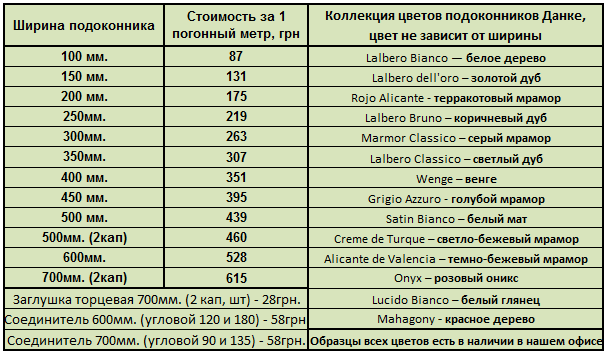 Ширина подоконника Стоимость за 1 погонный метр, грн Коллекция цветов подоконников Данке, цвет не зависит от ширины
100 мм. 87 Lalbero Bianco — белое дерево
150 мм. 131 Lalbero dell'oro – золотой дуб
200 мм. 175 Rojo Alicante - терракотовый мрамор
250мм. 219 Lalbero Bruno – коричневый дуб
300мм. 263 Marmor Classico – серый мрамор
350мм. 307 Lalbero Classico – светлый дуб
400 мм. 351 Wenge – венге
450 мм. 395 Grigio Azzuro - голубой мрамор
500 мм. 439 Satin Bianco – белый мат
500мм. (2кап) 460 Creme de Turque – светло-бежевый мрамор
600мм. 528 Alicante de Valencia – темно-бежевый мрамор
700мм. (2кап) 615 Onyx – розовый оникс
Заглушка торцевая 700мм. (2 кап, шт) - 28грн. Lucido Bianco – белый глянец
Соединитель 600мм. (угловой 120 и 180) - 58грн Mahagony - красное дерево
Соединитель 700мм. (угловой 90 и 135) - 58грн. Образцы всех цветов есть в наличии в нашем офисе